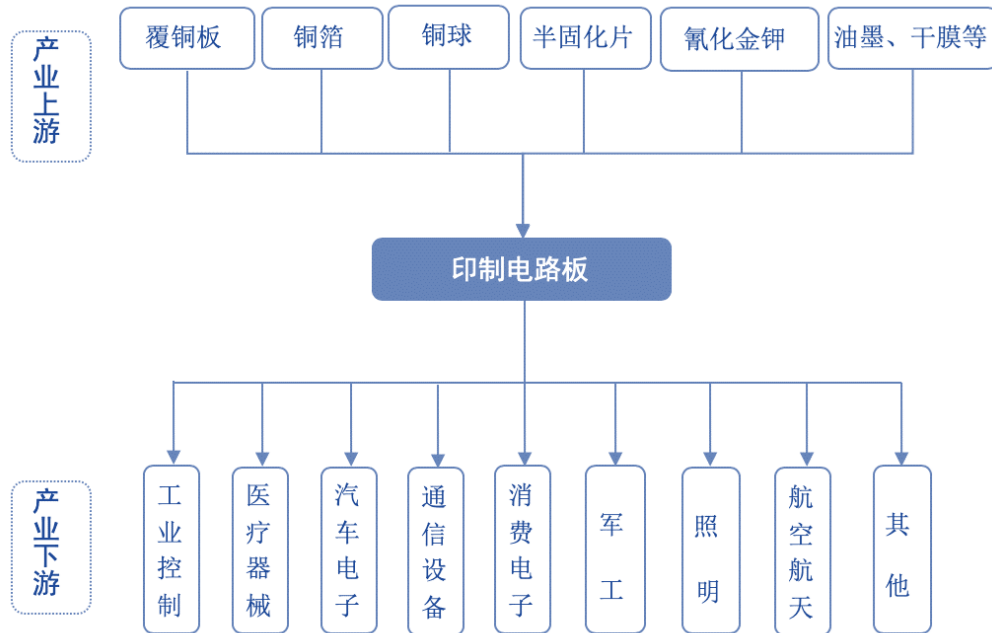 产业上游
覆铜板
铜箔
铜球
半固化片
氰化金钾
油墨、干膜等
印制电路板
产业下游
工业控制
医疗器械
汽车电子
通信设备
消费电子
军工
照明
航空航天
其他